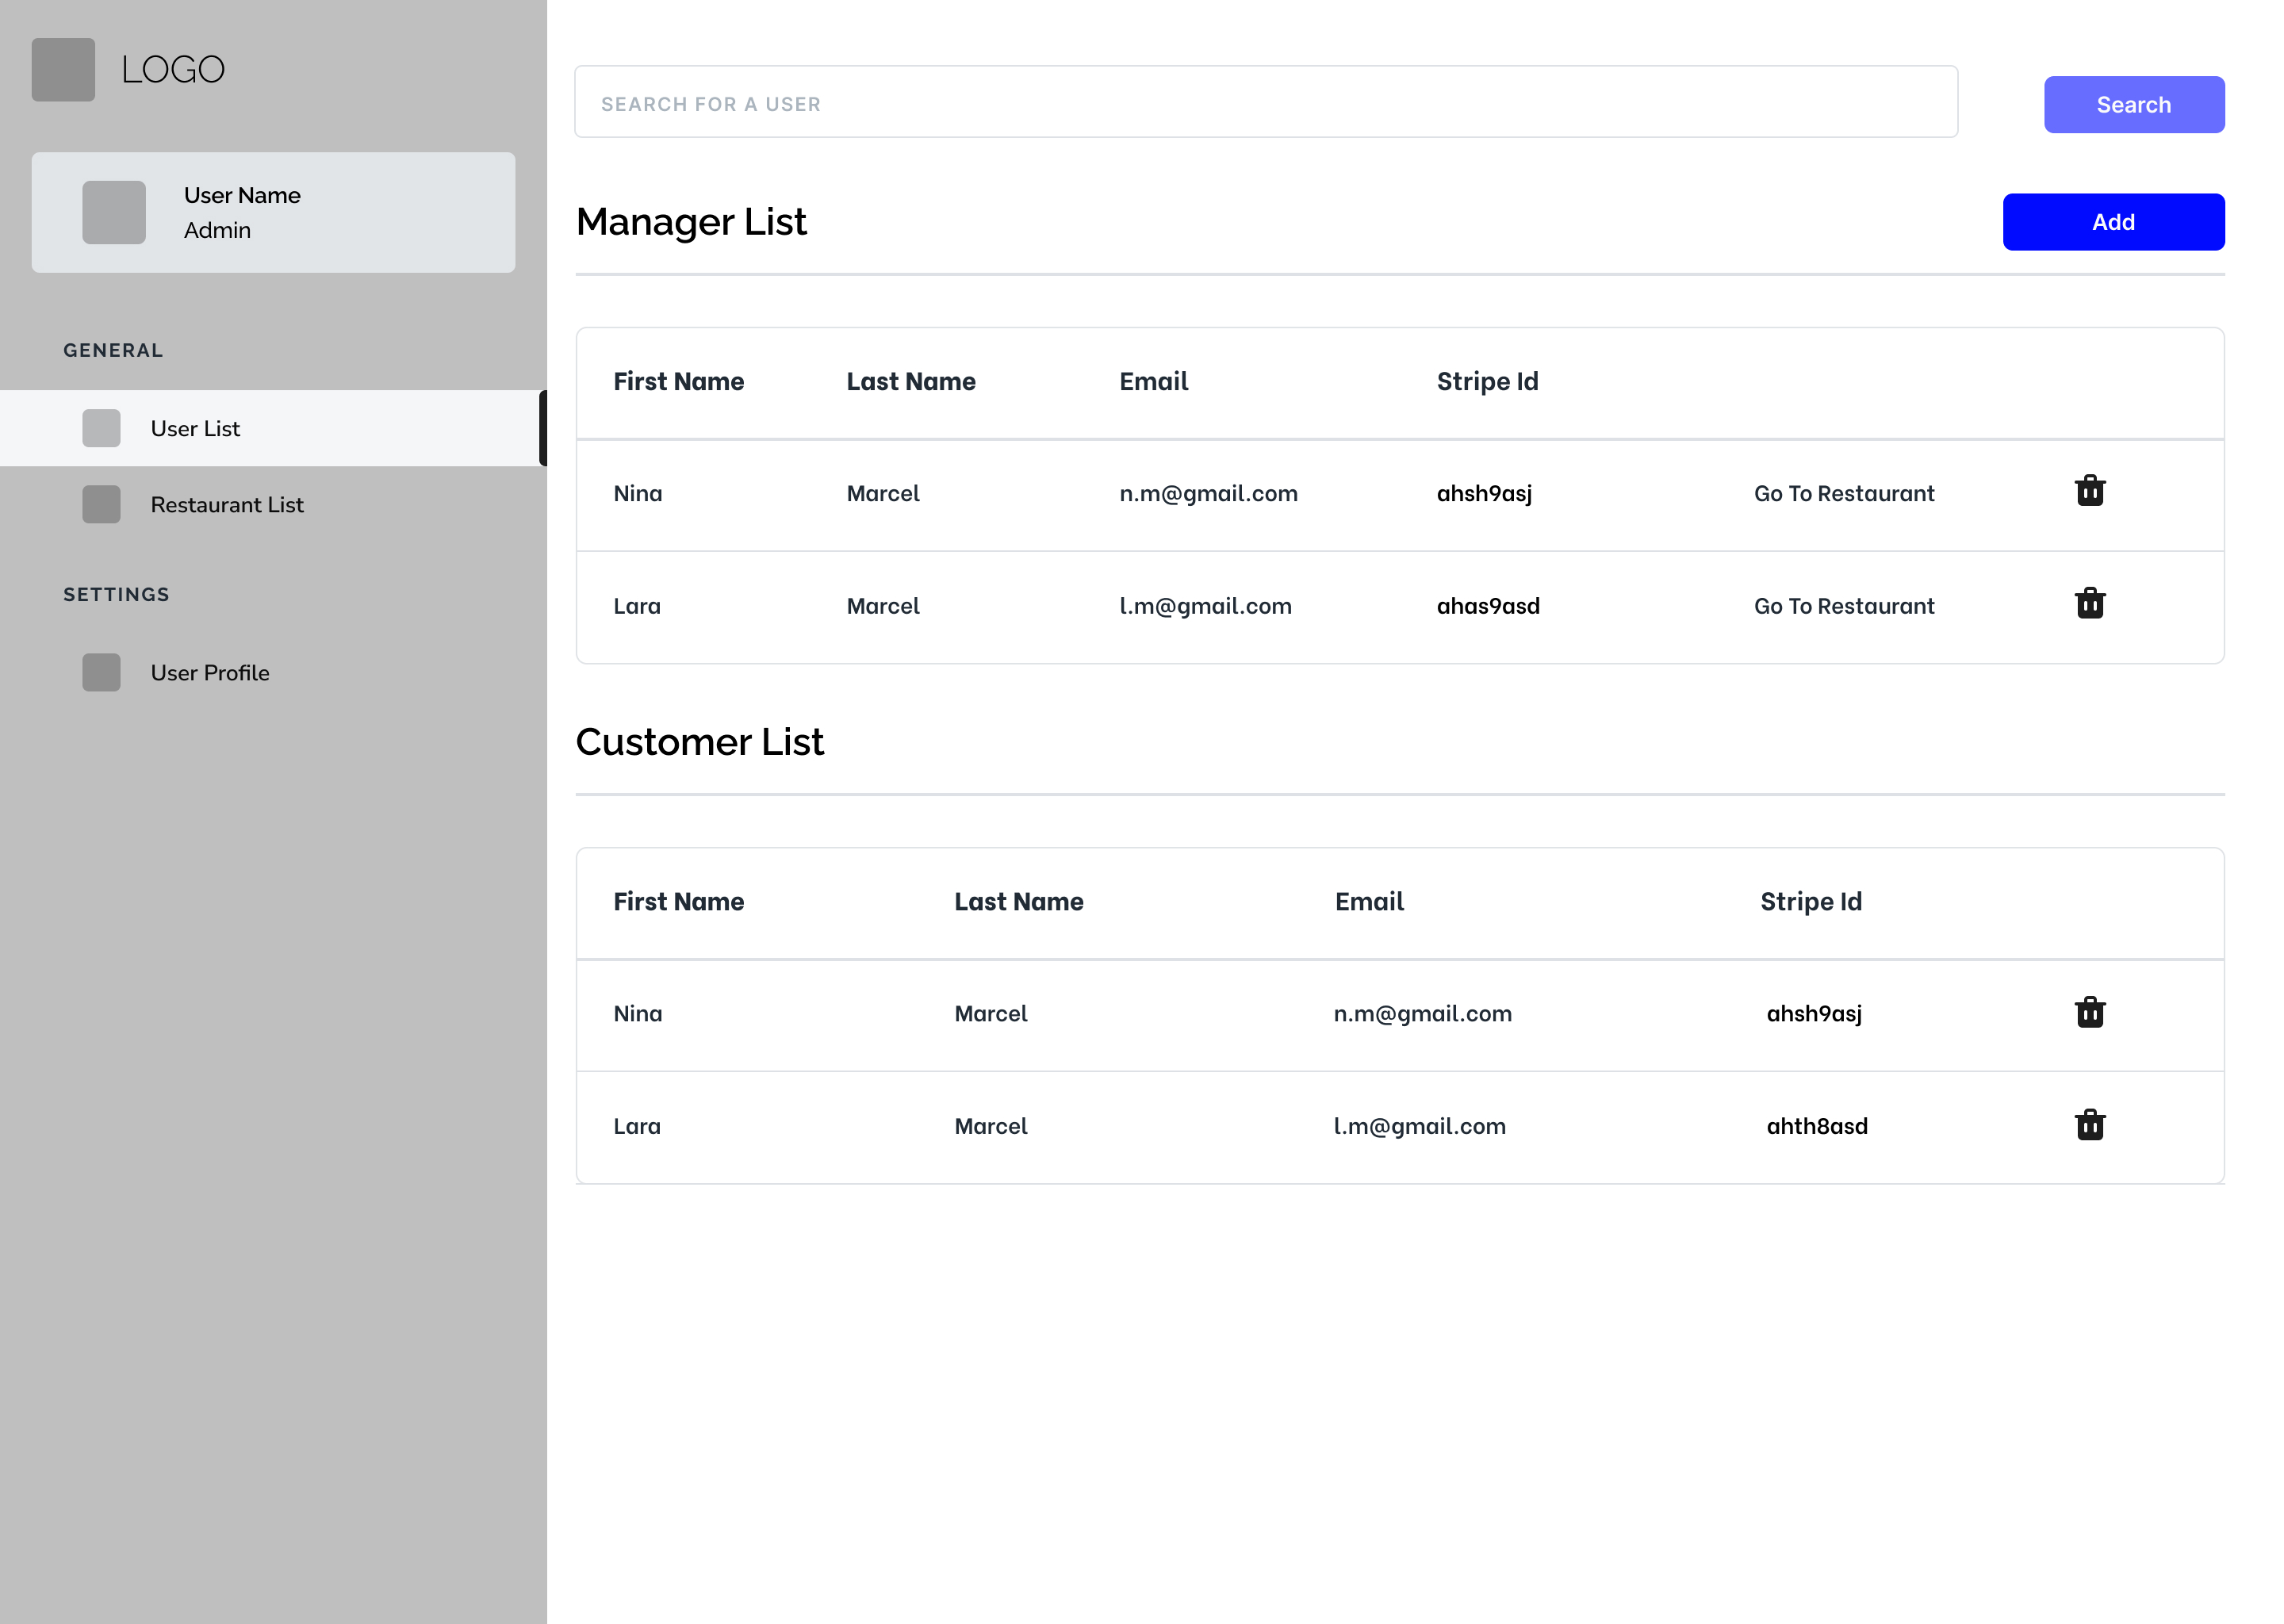 LOGO
User Name
Admin
GENERAL
User List
Restaurant List
SETTINGS
User Profile
SEARCH FOR A USER
Search
Manager List
Add
First Name Last Name Email Stripe Id
Nina Marcel n.m@gmail.com ahsh9asj Go To Restaurant
Lara Marcel l.m@gmail.com ahas9asd Go To Restaurant
Customer List
First Name Last Name Email Stripe Id
Nina Marcel n.m@gmail.com ahsh9asj
Lara Marcel l.m@gmail.com ahth8asd